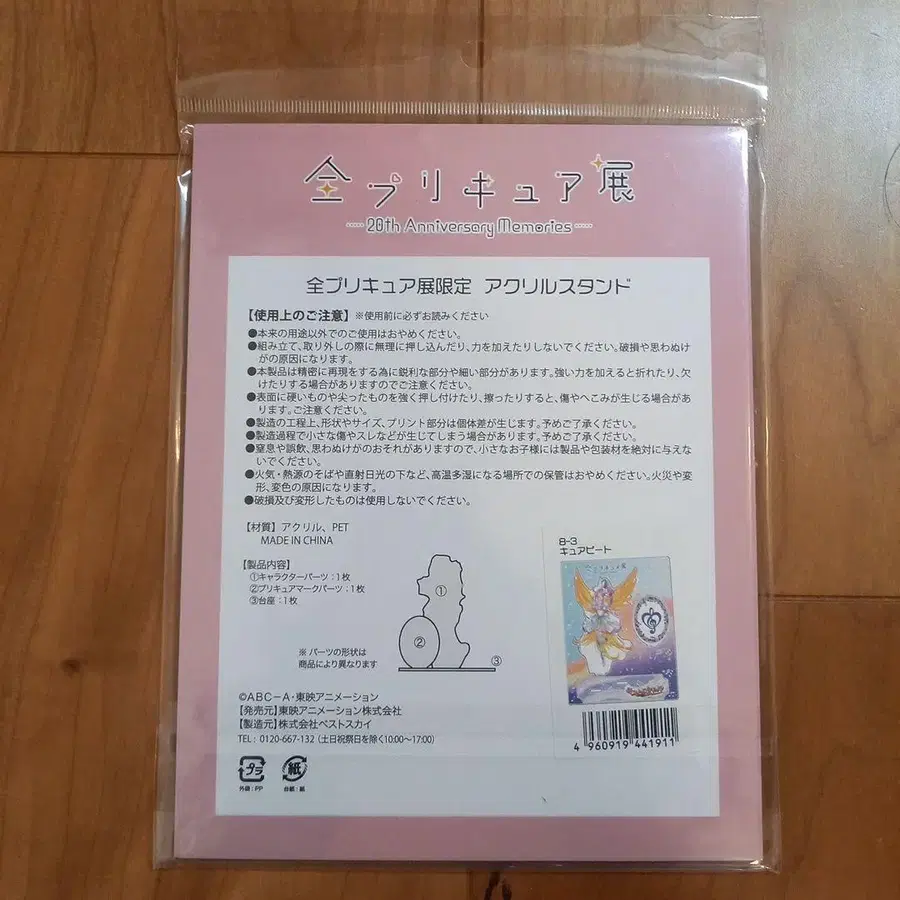 全プリキュア展
20th Anniversary Memories
全プリキュア展限定 アクリルスタンド
【使用上のご注意】※使用前に必ずお読みください
●本来の用途以外でのご使用はおやめください。
●組み立て、取り外しの際に無理に押し込んだり、力を加えたりしないでください。破損や思わぬけ
がの原因になります。
●本製品は精密に再現をする為に鋭利な部分や細い部分があります。強い力を加えると折れたり、欠
けたりする場合がありますのでご注意ください。
●表面に硬いものや尖ったものを強く押し付けたり、擦ったりすると、傷やへこみが生じる場合があ
ります。ご注意ください。
●製造の工程上、形状やサイズ、プリント部分は個体差が生じます。予めご了承ください。
●製造過程で小さな傷やスレなどが生じてしまう場合があります。予めご了承ください。
●窒息や誤飲、思わぬけがのおそれがありますので、小さなお子様には製品や包装材を絶対に与えな
いでください。
●火気・熱源のそばや直射日光の下など、高温多湿になる場所での保管はおやめください。火災や変
形、変色の原因になります。
●破損及び変形したものは使用しないでください。
【材質】アクリル、PET
MADE IN CHINA
【製品内容】
①キャラクターパーツ：1枚
②プリキュアマークパーツ：1枚
③台座：1枚
※パーツの形状は
商品により異なります
①
②
③
8-3
キュアビート
全プリキュア展
4 960919 441911
©ABC－A・東映アニメーション
【発売元】東映アニメーション株式会社
【製造元】株式会社ベストスカイ
TEL：0120-667-132（土日祝祭日を除く10:00～17:00）
プラ
外袋：PP
紙
台紙：紙